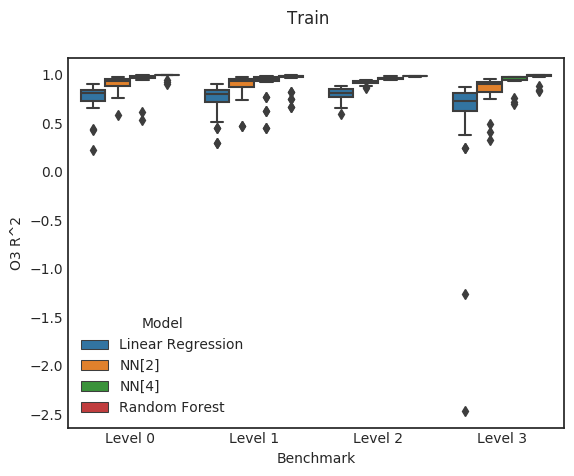 Train
O3 R^2
1.0
0.5
0.0
−0.5
−1.0
−1.5
−2.0
−2.5
Model
Linear Regression
NN[2]
NN[4]
Random Forest
Level 0 Level 1 Level 2 Level 3
Benchmark